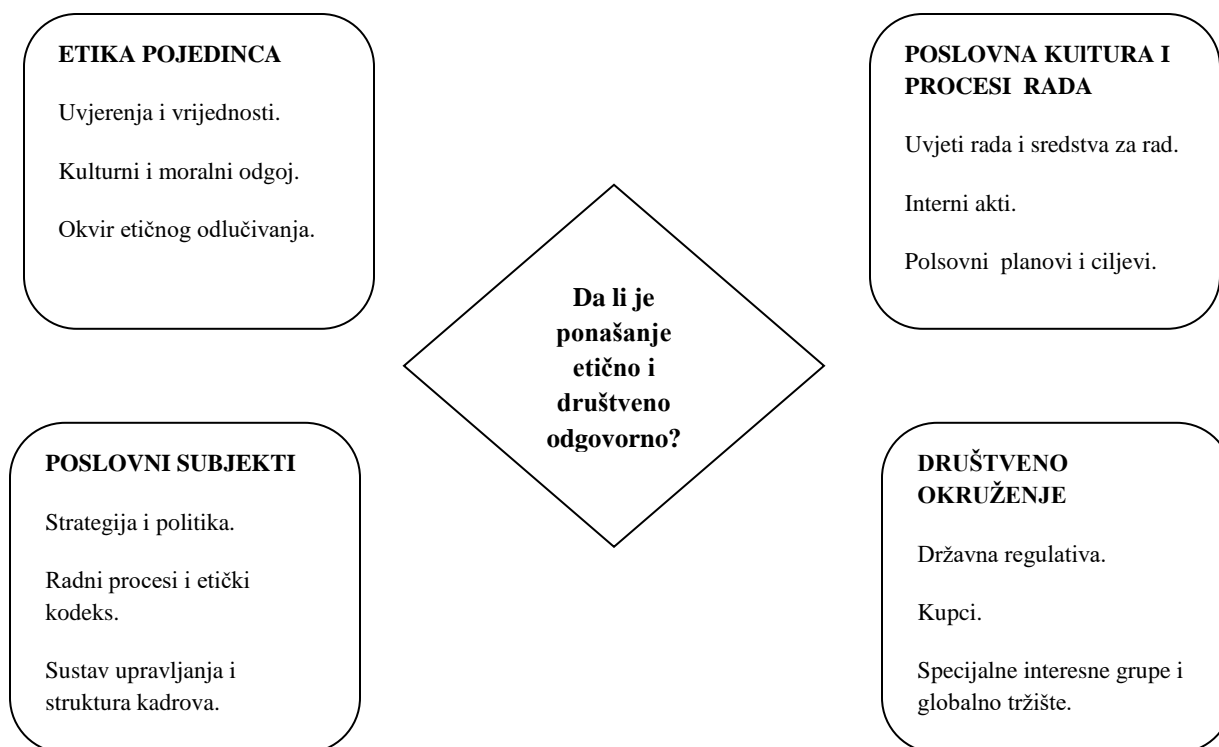 ETIKA POJEDINCA
Uvjerenja i vrijednosti.
Kulturni i moralni odgoj.
Okvir etičnog odlučivanja.
POSLOVNA KUlTURA I
PROCESI RADA
Uvjeti rada i sredstva za rad.
Interni akti.
Polsovni planovi i ciljevi.
Da li je
ponašanje
etično i
društveno
odgovorno?
POSLOVNI SUBJEKTI
Strategija i politika.
Radni procesi i etički
kodeks.
Sustav upravljanja i
struktura kadrova.
DRUŠTVENO
OKRUŽENJE
Državna regulativa.
Kupci.
Specijalne interesne grupe i
globalno tržište.